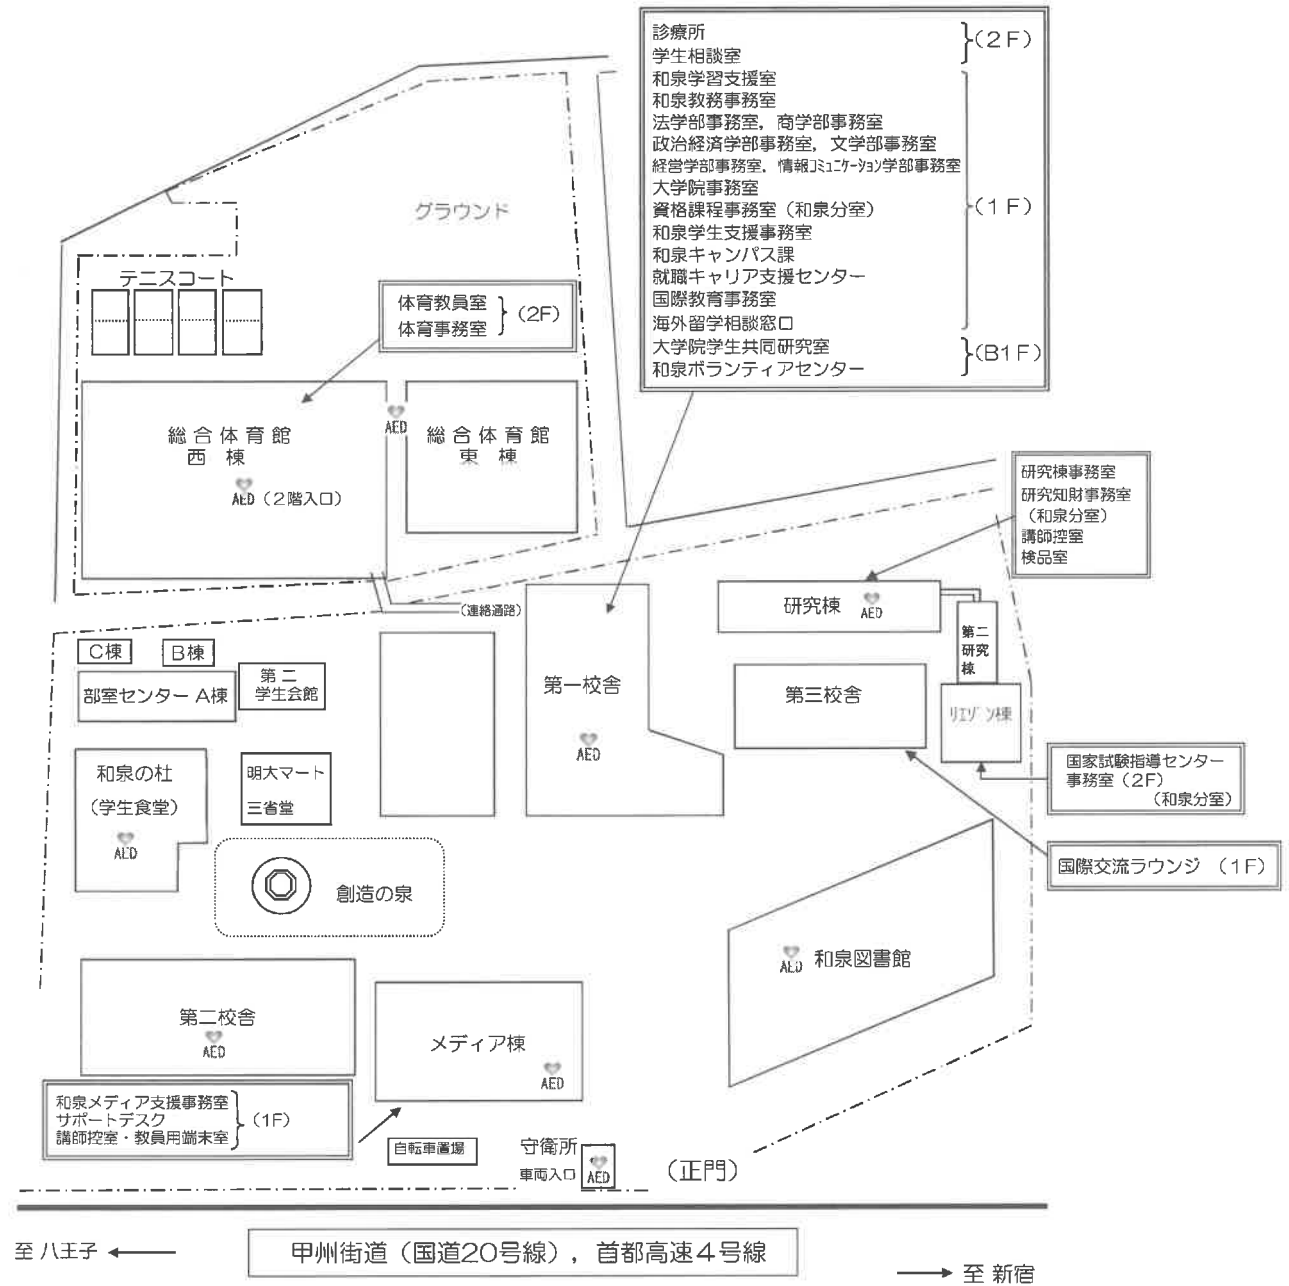 診療所
学生相談室
(2F)
和泉学習支援室
和泉教務事務室
法学部事務室，商学部事務室
政治経済学部事務室，文学部事務室
経営学部事務室，情報コミュニケーション学部事務室
大学院事務室
資格課程事務室（和泉分室）
和泉学生支援事務室
和泉キャンパス課
就職キャリア支援センター
国際教育事務室
海外留学相談窓口
(1F)
大学院学生共同研究室
和泉ボランティアセンター
(B1F)
グラウンド
テニスコート
体育教員室
体育事務室
(2F)
総合体育館
西棟
AED（2階入口）
AED
総合体育館
東棟
研究棟事務室
研究知財事務室
（和泉分室）
講師控室
検品室
（連絡通路）
研究棟
AED
第二
研究
棟
C棟
B棟
部室センター A棟
第二
学生会館
第一校舎
AED
第三校舎
リエゾン棟
国家試験指導センター
事務室（2F）
（和泉分室）
和泉の杜
（学生食堂）
AED
明大マート
三省堂
国際交流ラウンジ （1F）
創造の泉
AED
和泉図書館
第二校舎
AED
メディア棟
AED
和泉メディア支援事務室
サポートデスク
講師控室・教員用端末室
(1F)
自転車置場
守衛所
車両入口
AED
（正門）
至 八王子
甲州街道（国道20号線），首都高速4号線
至 新宿